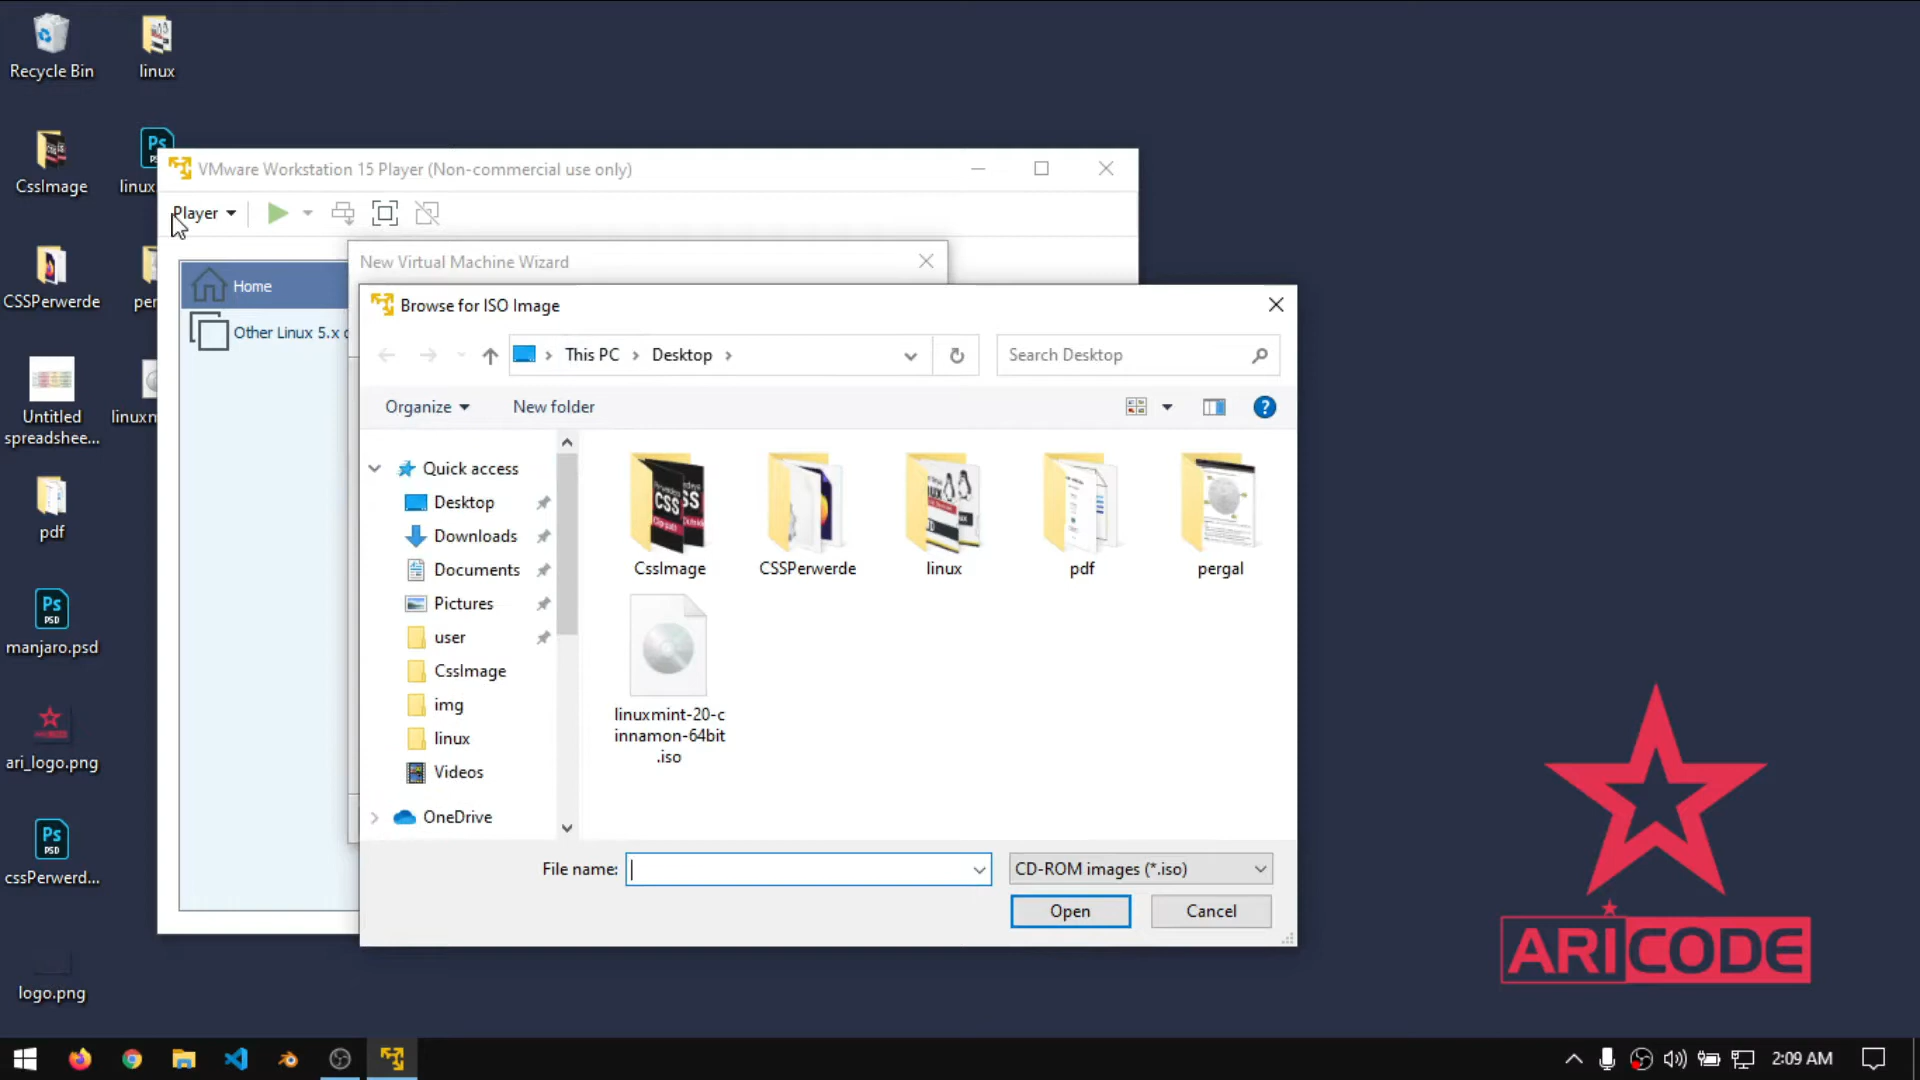 Recycle Bin
linux
CssImage
linux
CSSPerwerde
per
Untitled
spreadshee...
linuxn
pdf
manjaro.psd
ari_logo.png
cssPerwerd...
logo.png
VMware Workstation 15 Player (Non-commercial use only)
Player
Home
Other Linux 5.x
New Virtual Machine Wizard
Browse for ISO Image
This PC > Desktop >
Search Desktop
Organize
New folder
Quick access
Desktop
Downloads
Documents
Pictures
user
CssImage
img
linux
Videos
OneDrive
CssImage
CSSPerwerde
linux
pdf
pergal
linuxmint-20-c
innamon-64bit
.iso
File name:
CD-ROM images (*.iso)
Open
Cancel
ARICODE
2:09 AM